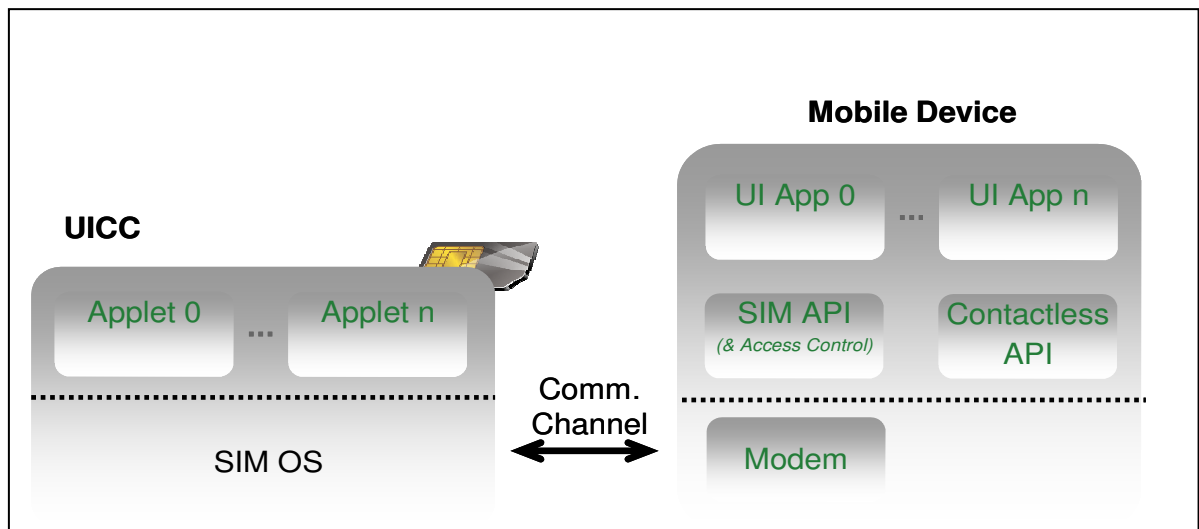 Mobile Device
UI App 0
...
UI App n
UICC
Applet 0
...
Applet n
SIM API
(& Access Control)
Contactless
API
Comm.
Channel
SIM OS
Modem